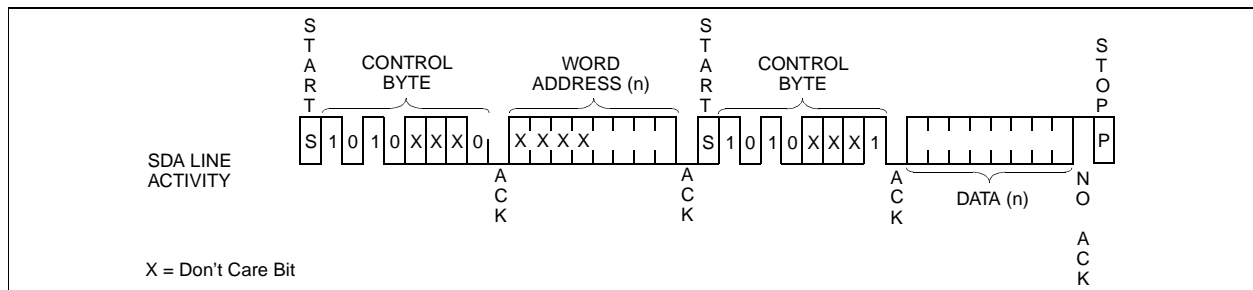 START
CONTROL
BYTE
WORD
ADDRESS (n)
START
CONTROL
BYTE
STOP
SDA LINE
ACTIVITY
S 1 0 1 0 X X X 0
X X X X
S 1 0 1 0 X X X 1
P
ACK
ACK
ACK
DATA (n)
NO ACK
X = Don't Care Bit